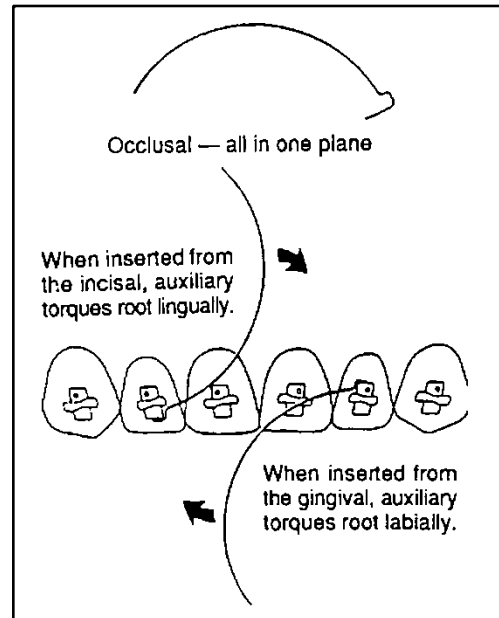 Occlusal — all in one plane
When inserted from
the incisal, auxiliary
torques root lingually.
When inserted from
the gingival, auxiliary
torques root labially.